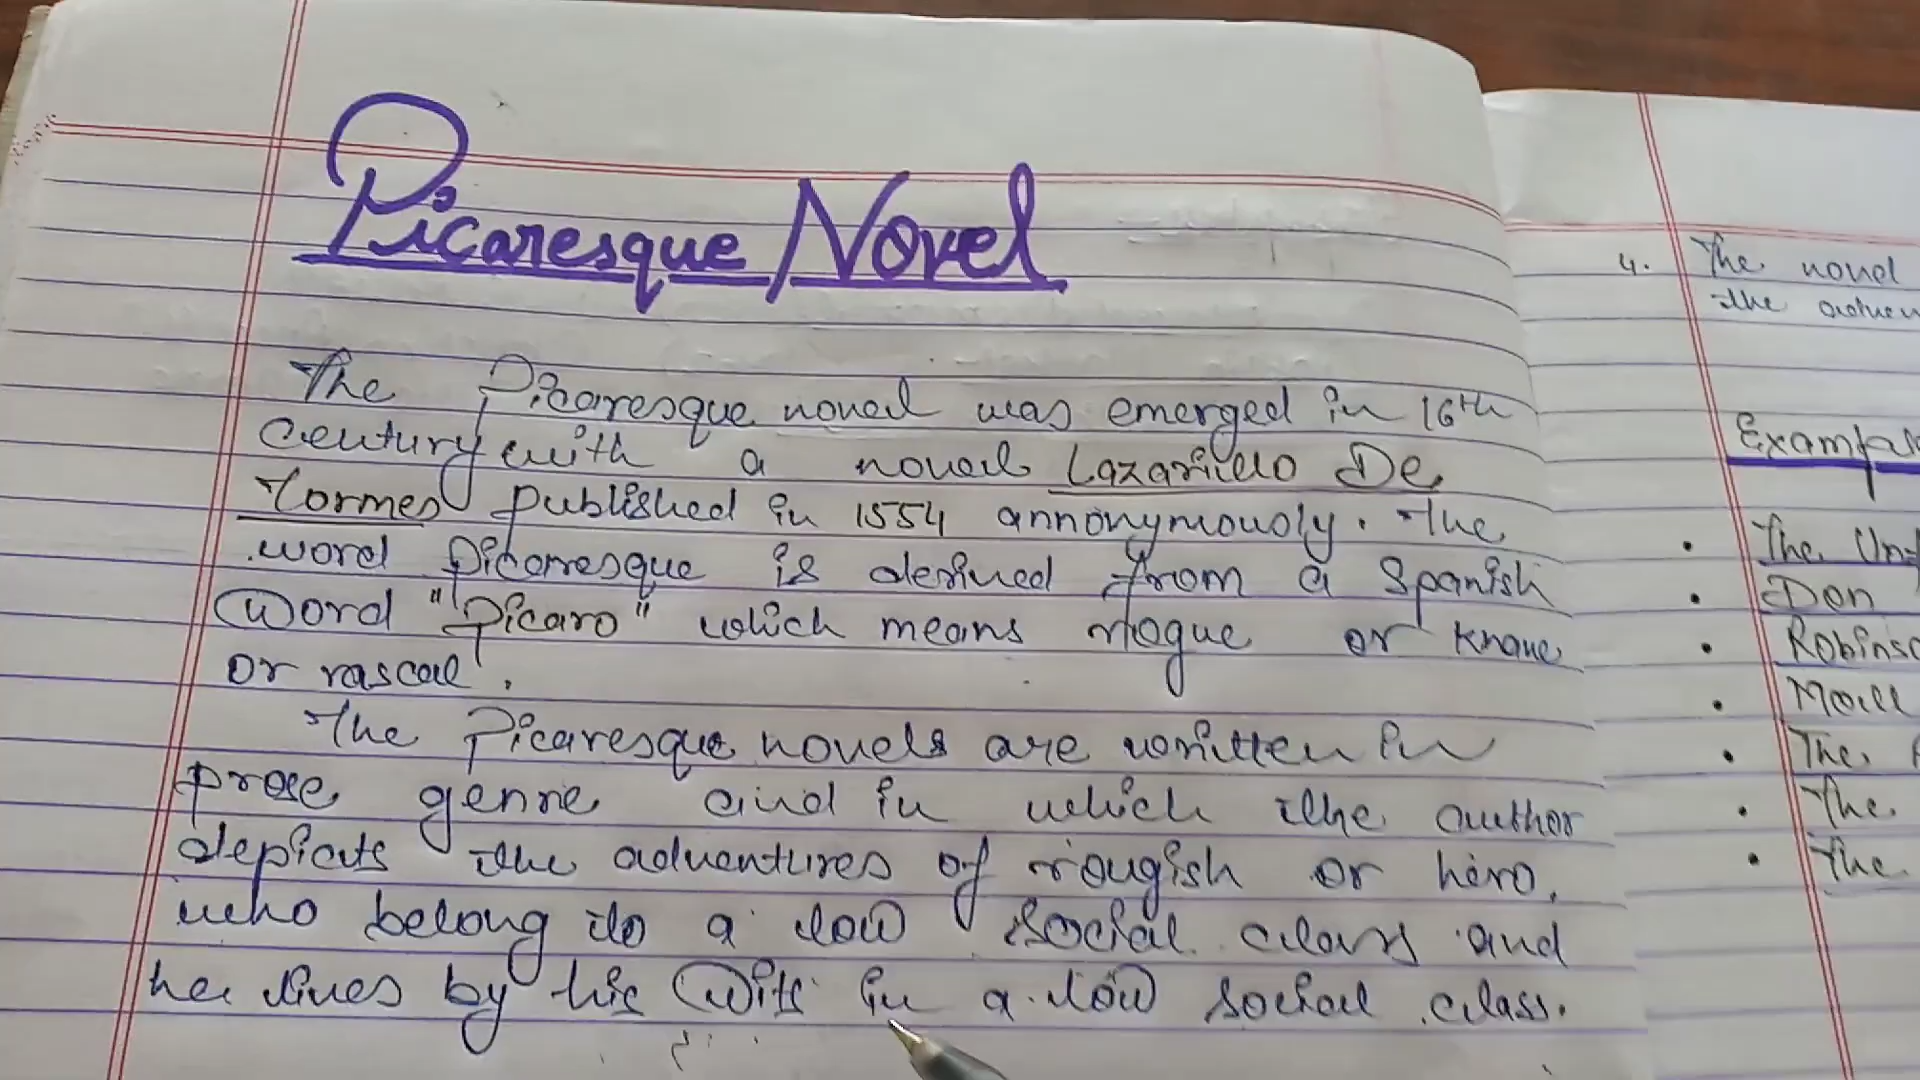 Picaresque Novel
The Picaresque novel was emerged in 16th
century with a novel Lazarillo De
Tormes published in 1554 annonymously. The
word picaresque is derived from a Spanish
word "Picaro" which means rogue or knave
or rascal.
The Picaresque novels are written in
prose genre and in which the author
depicts the adventures of rougish or hero,
who belong to a low social class and
he lives by his wits in a low social class.
4. The novel
the
Examples
The
Don
Robinso
Moll
The
The
The